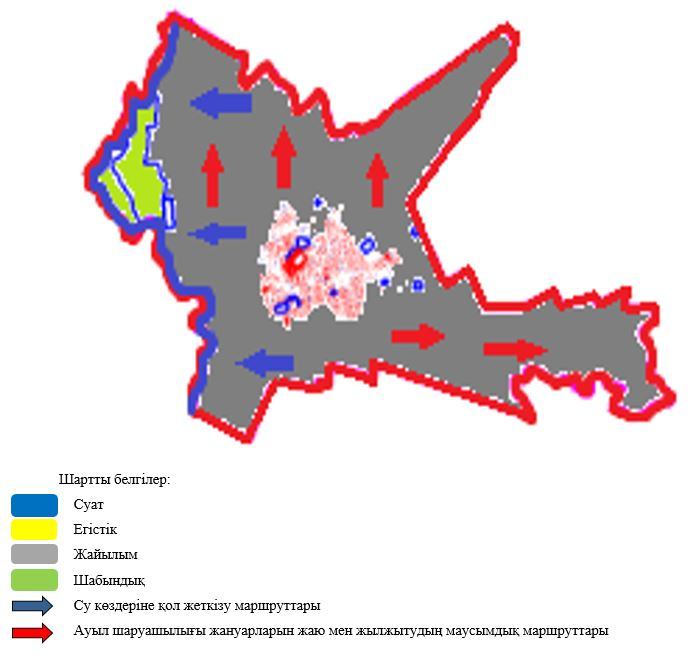 Шартты белгілер:
Суат
Егістік
Жайылым
Шабындық
Су көздеріне қол жеткізу маршруттары
Ауыл шаруашылығы жануарларын жаю мен жылжытудың маусымдық маршруттары